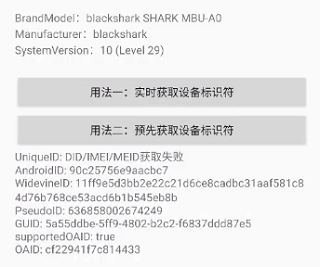 BrandModel：blackshark SHARK MBU-A0
Manufacturer：blackshark
SystemVersion：10 (Level 29)
用法一：实时获取设备标识符
用法二：预先获取设备标识符
UniqueID: DID/IMEI/MEID获取失败
AndroidID: 90c25756e9aacbc7
WidevineID: 11ff9e5d3bb2e22c21d6ce8cadbc31aaf581c8
4d76b768ce53acd6b1b545eb8b
PseudoID: 636858002674249
GUID: 5a55ddbe-5ff9-4802-b2c2-f6837ddd87e5
supportedOAID: true
OAID: cf22941f7c814433